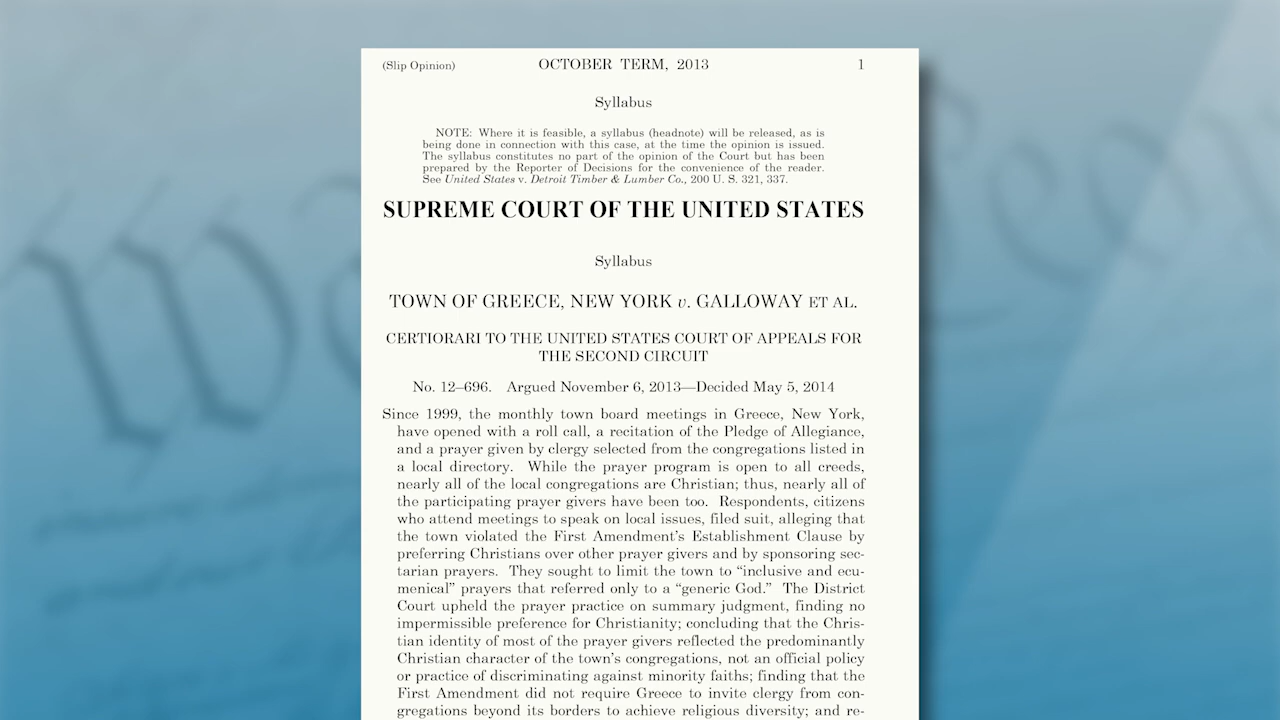 (Slip Opinion) OCTOBER TERM, 2013 1
Syllabus
NOTE: Where it is feasible, a syllabus (headnote) will be released, as is
being done in connection with this case, at the time the opinion is issued.
The syllabus constitutes no part of the opinion of the Court but has been
prepared by the Reporter of Decisions for the convenience of the reader.
See United States v. Detroit Timber & Lumber Co., 200 U. S. 321, 337.
SUPREME COURT OF THE UNITED STATES
Syllabus
TOWN OF GREECE, NEW YORK v. GALLOWAY ET AL.
CERTIORARI TO THE UNITED STATES COURT OF APPEALS FOR
THE SECOND CIRCUIT
No. 12–696. Argued November 6, 2013—Decided May 5, 2014
Since 1999, the monthly town board meetings in Greece, New York,
have opened with a roll call, a recitation of the Pledge of Allegiance,
and a prayer given by clergy selected from the congregations listed in
a local directory. While the prayer program is open to all creeds,
nearly all of the local congregations are Christian; thus, nearly all of
the participating prayer givers have been too. Respondents, citizens
who attend meetings to speak on local issues, filed suit, alleging that
the town violated the First Amendment's Establishment Clause by
preferring Christians over other prayer givers and by sponsoring sec-
tarian prayers. They sought to limit the town to "inclusive and ecu-
menical" prayers that referred only to a "generic God." The District
Court upheld the prayer practice on summary judgment, finding no
impermissible preference for Christianity; concluding that the Chris-
tian identity of most of the prayer givers reflected the predominantly
Christian character of the town's congregations, not an official policy
or practice of discriminating against minority faiths; finding that the
First Amendment did not require Greece to invite clergy from con-
gregations beyond its borders to achieve religious diversity; and re-